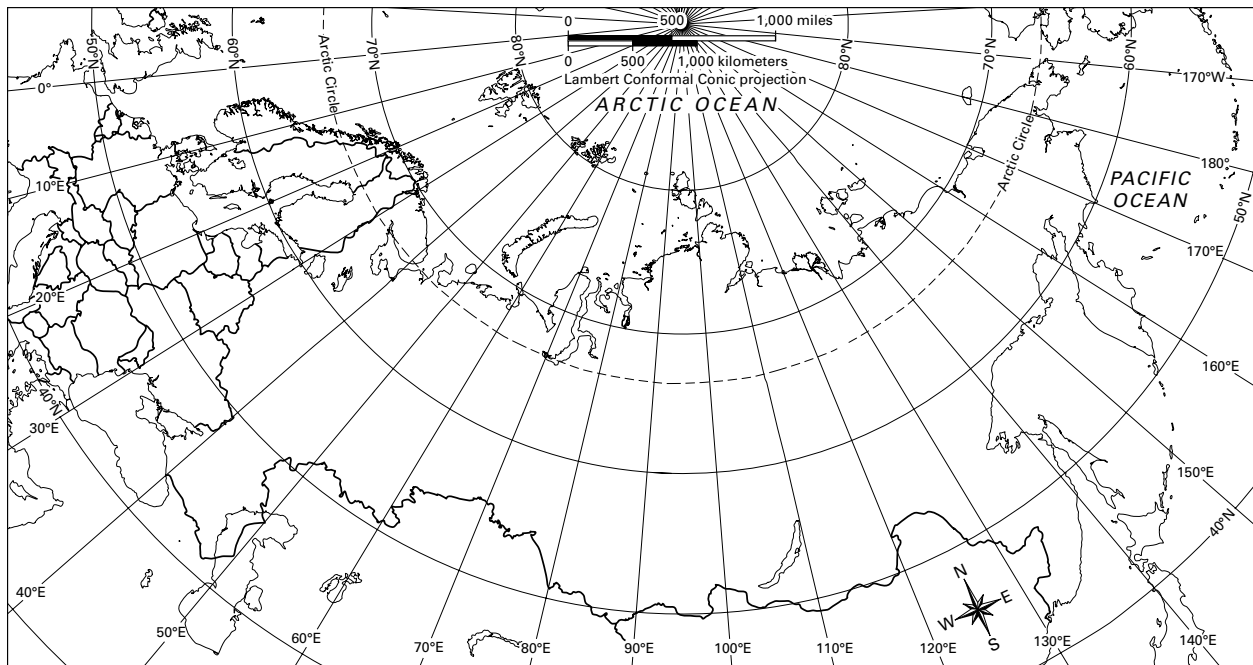 0 500 1,000 miles
0 500 1,000 kilometers
Lambert Conformal Conic projection
ARCTIC OCEAN
50°N
60°N
Arctic Circle
70°N
80°N
80°N
70°N
60°N
170°W
0°
Arctic Circle
180°
PACIFIC
OCEAN
50°N
10°E
170°E
20°E
160°E
40°N
30°E
150°E
40°N
40°E
50°E
60°E
70°E
80°E
90°E
100°E
110°E
120°E
130°E
140°E
N
E
W
S